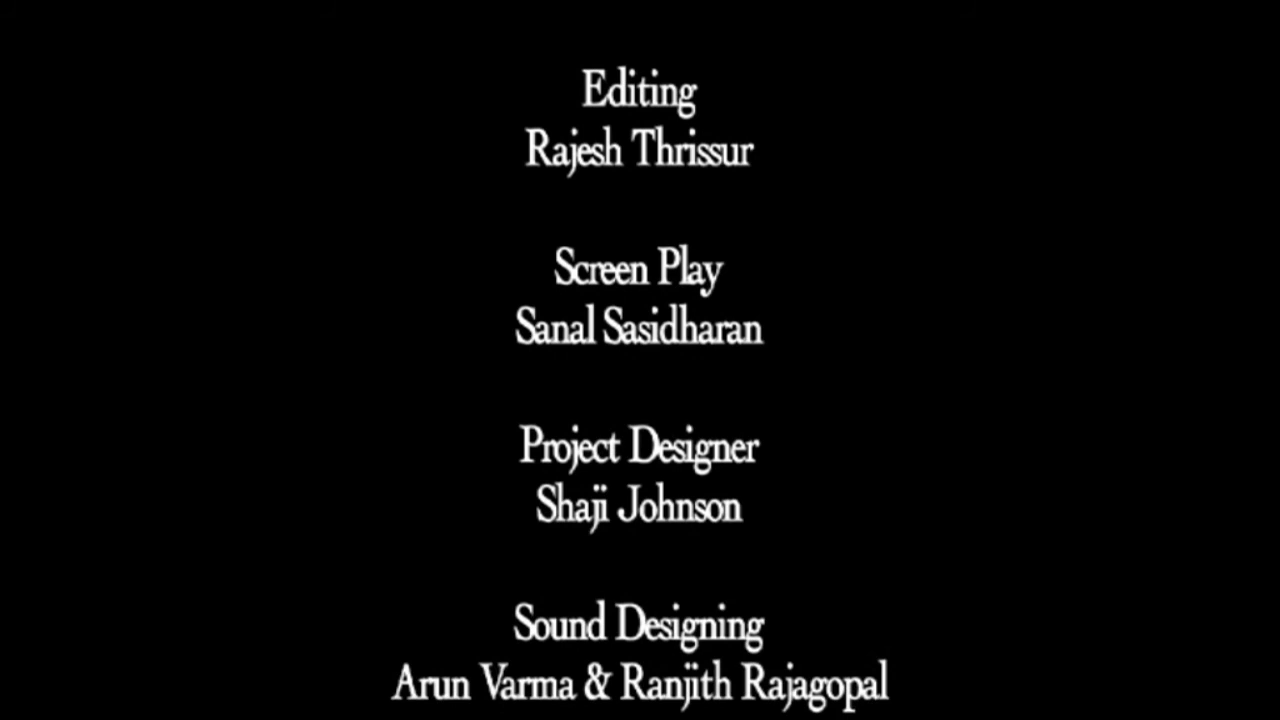 Editing
Rajesh Thrissur
Screen Play
Sanal Sasidharan
Project Designer
Shaji Johnson
Sound Designing
Arun Varma & Ranjith Rajagopal